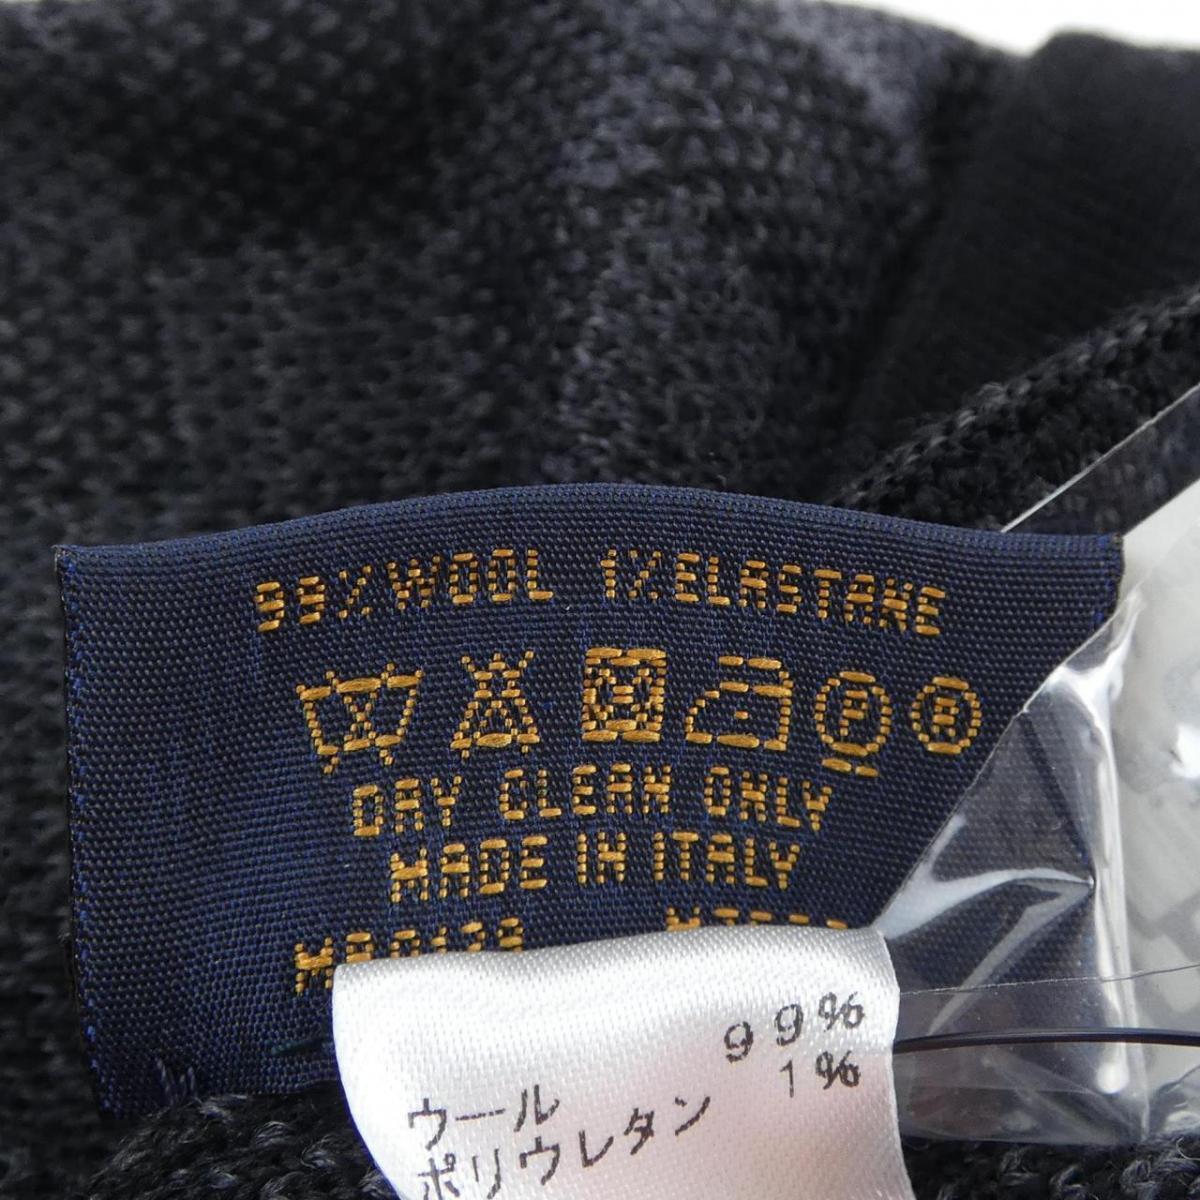 99% WOOL 1% ELASTANE
P R
DRY CLEAN ONLY
MADE IN ITALY
ウール 99%
ポリウレタン 1%